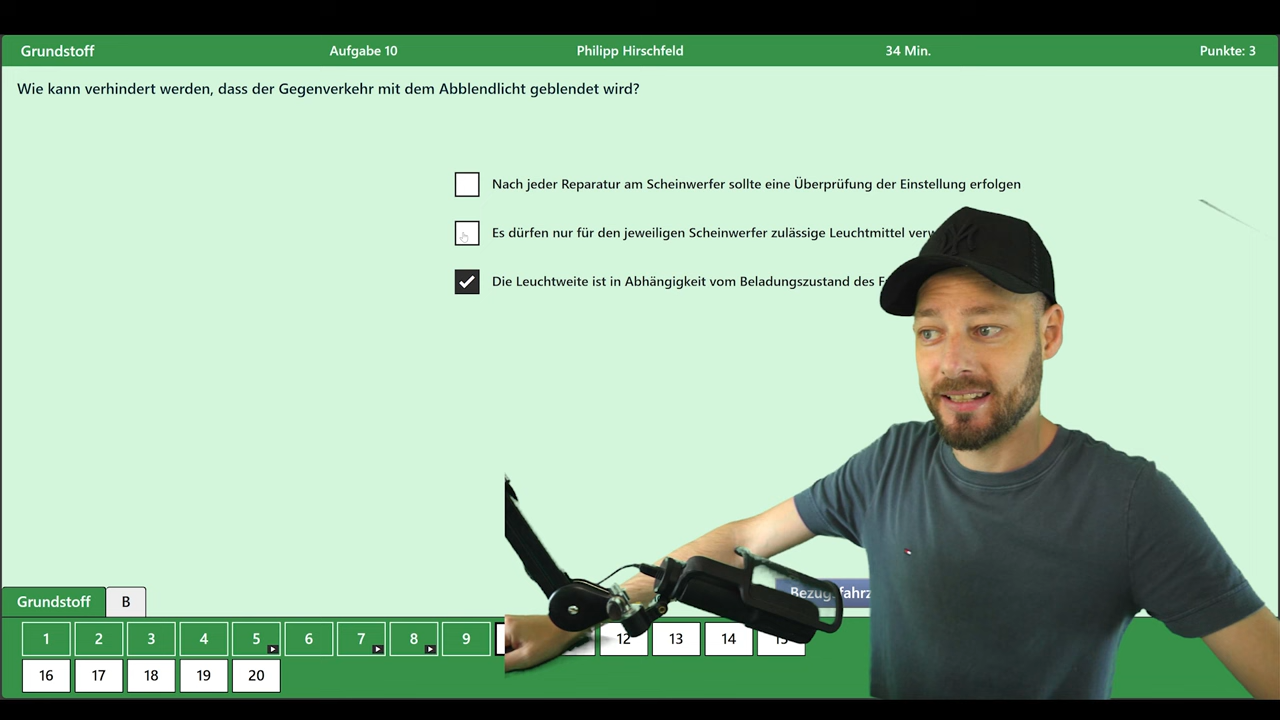 Grundstoff Aufgabe 10 Philipp Hirschfeld 34 Min. Punkte: 3
Wie kann verhindert werden, dass der Gegenverkehr mit dem Abblendlicht geblendet wird?
Nach jeder Reparatur am Scheinwerfer sollte eine Überprüfung der Einstellung erfolgen
Es dürfen nur für den jeweiligen Scheinwerfer zulässige Leuchtmittel
Die Leuchtweite ist in Abhängigkeit vom Beladungszustand des
Grundstoff B
1 2 3 4 5 6 7 8 9 12 13 14 15
16 17 18 19 20